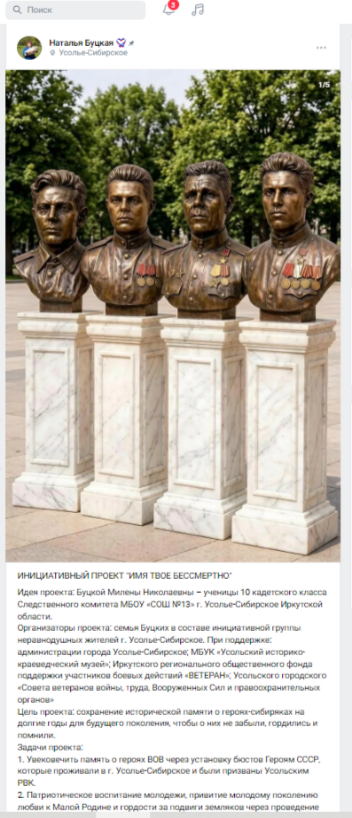 Поиск
3
Наталья Буцкая
Усолье-Сибирское
1/5
ИНИЦИАТИВНЫЙ ПРОЕКТ "ИМЯ ТВОЕ БЕССМЕРТНО"
Идея проекта: Буцкой Милены Николаевны – ученицы 10 кадетского класса
Следственного комитета МБОУ «СОШ №13» г. Усолье-Сибирское Иркутской
области.
Организаторы проекта: семья Буцких в составе инициативной группы
неравнодушных жителей г. Усолье-Сибирское. При поддержке:
администрации города Усолье-Сибирское; МБУК «Усольский историко-
краеведческий музей»; Иркутского регионального общественного фонда
поддержки участников боевых действий «ВЕТЕРАН»; Усольского городского
«Совета ветеранов войны, труда, Вооруженных Сил и правоохранительных
органов»
Цель проекта: сохранение исторической памяти о героях-сибиряках на
долгие годы для будущего поколения, чтобы о них не забыли, гордились и
помнили.
Задачи проекта:
1. Увековечить память о героях ВОВ через установку бюстов Героям СССР,
которые проживали в г. Усолье-Сибирское и были призваны Усольским
РВК.
2. Патриотическое воспитание молодежи, привитие молодому поколению
любви к Малой Родине и гордости за подвиги земляков через проведение